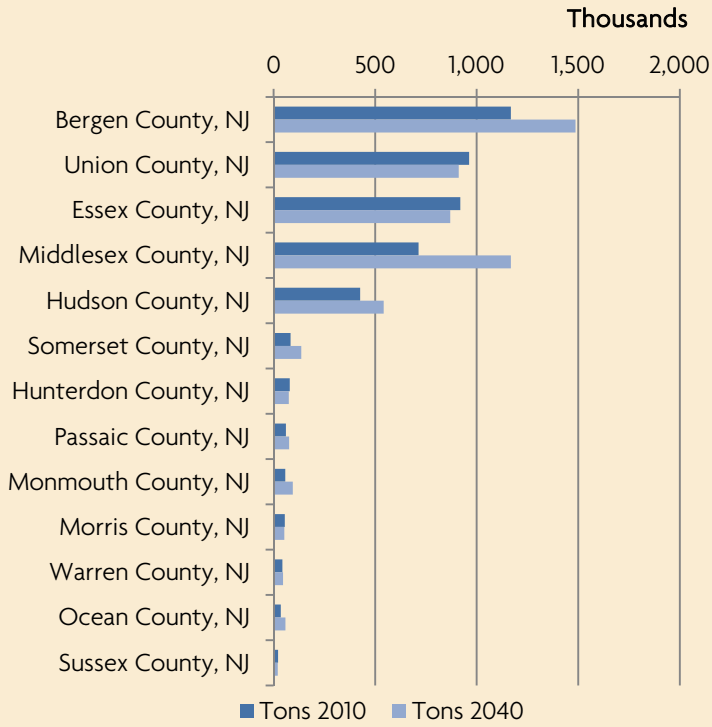 Thousands
0 500 1,000 1,500 2,000
Bergen County, NJ
Union County, NJ
Essex County, NJ
Middlesex County, NJ
Hudson County, NJ
Somerset County, NJ
Hunterdon County, NJ
Passaic County, NJ
Monmouth County, NJ
Morris County, NJ
Warren County, NJ
Ocean County, NJ
Sussex County, NJ
Tons 2010 Tons 2040